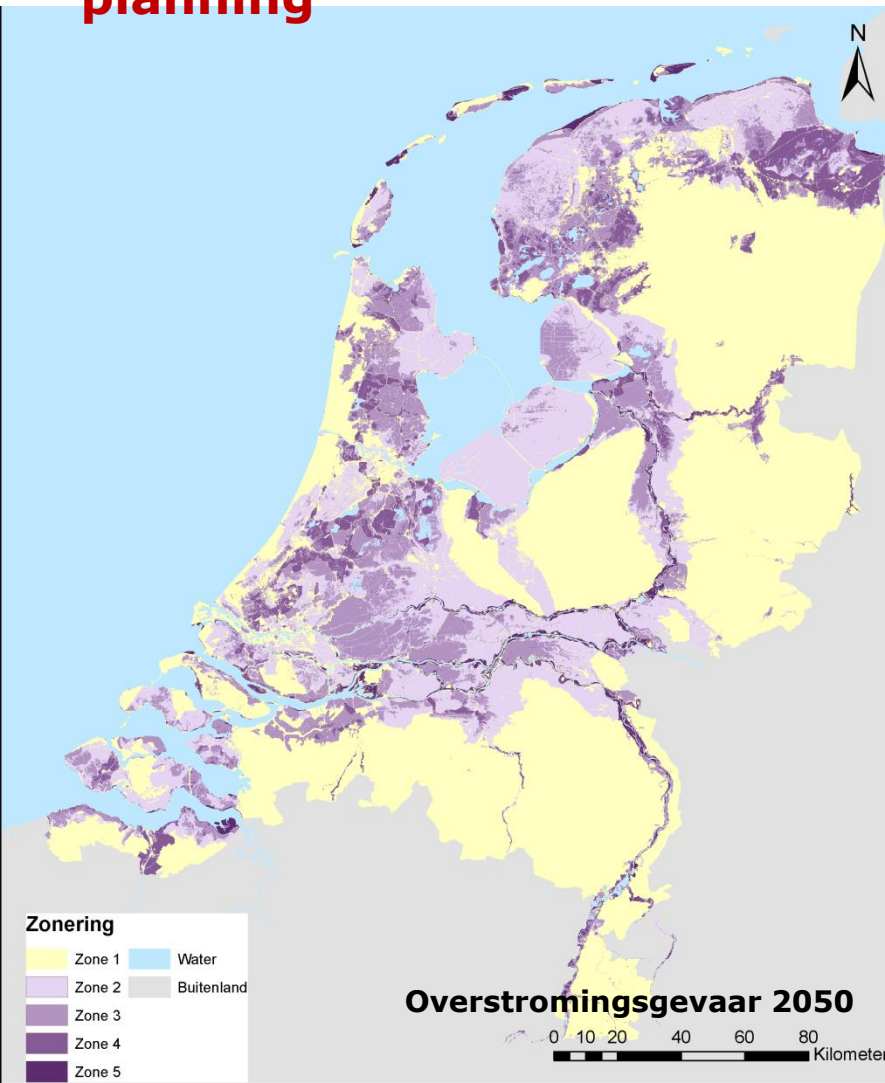 planning
N
Zonering
Zone 1
Water
Zone 2
Buitenland
Zone 3
Zone 4
Zone 5
Overstromingsgevaar 2050
0 10 20 40 60 80
Kilometer